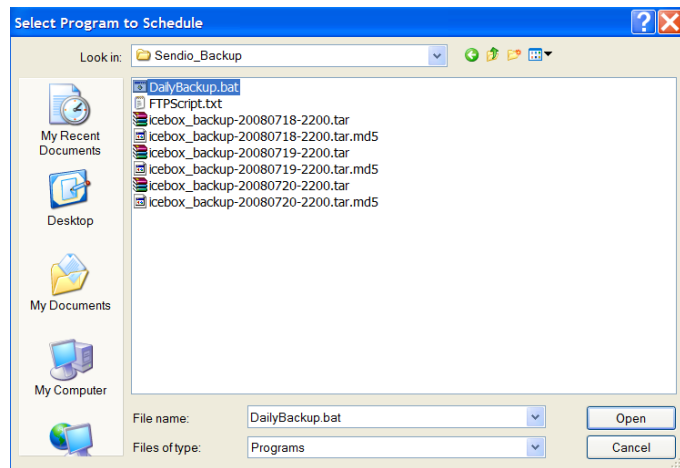 Select Program to Schedule
Look in: Sendio_Backup
DailyBackup.bat
FTPScript.txt
icebox_backup-20080718-2200.tar
icebox_backup-20080718-2200.tar.md5
icebox_backup-20080719-2200.tar
icebox_backup-20080719-2200.tar.md5
icebox_backup-20080720-2200.tar
icebox_backup-20080720-2200.tar.md5
My Recent
Documents
Desktop
My Documents
My Computer
File name: DailyBackup.bat Open
Files of type: Programs Cancel